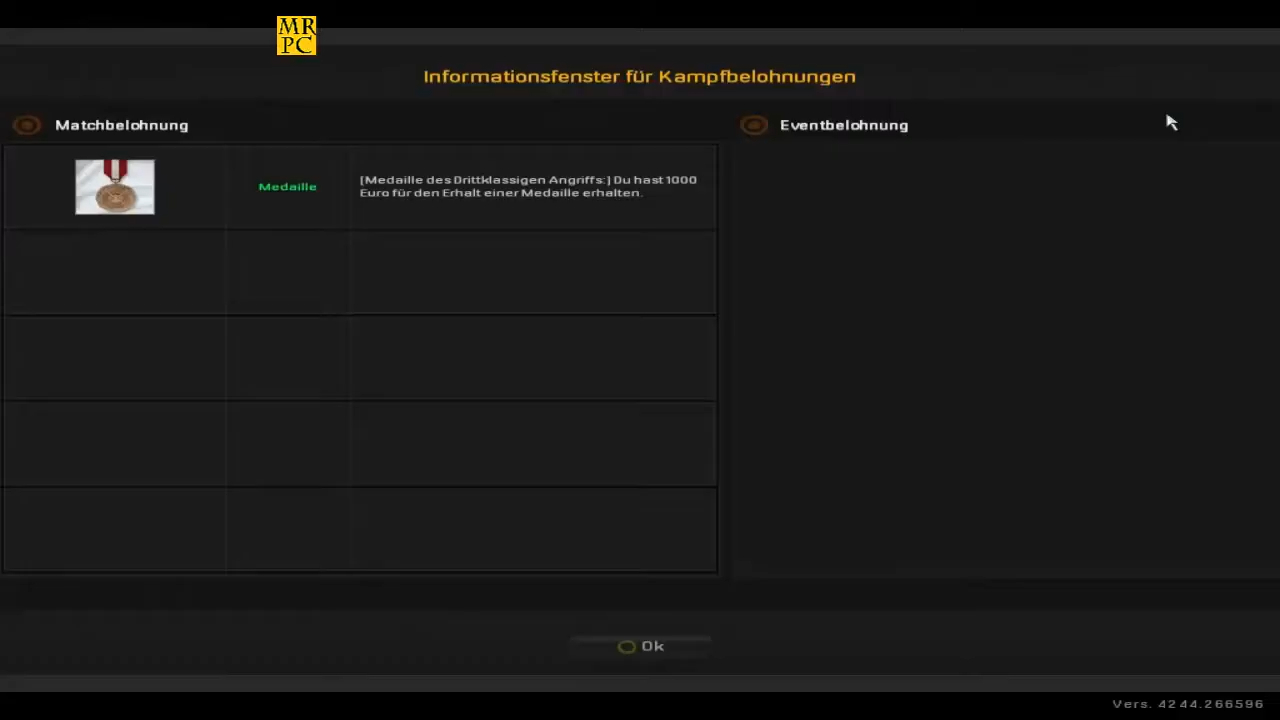 MR
PC
Informationsfenster für Kampfbelohnungen
Matchbelohnung
Eventbelohnung
Medaille
[Medaille des Drittklassigen Angriffs:] Du hast 1000
Euro für den Erhalt einer Medaille erhalten.
Ok
Vers. 4244.266596